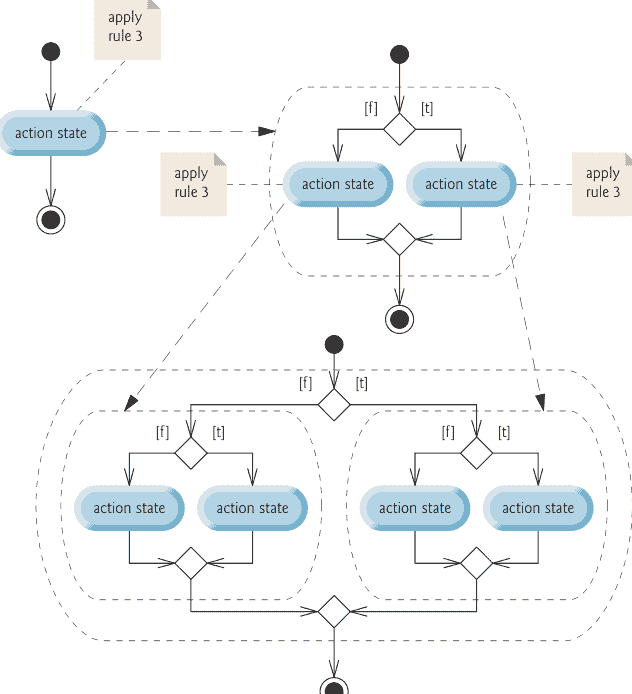 apply
rule 3
action state
[f] [t]
apply
rule 3
action state
action state
apply
rule 3
[f] [t]
[f] [t]
[f] [t]
action state
action state
action state
action state